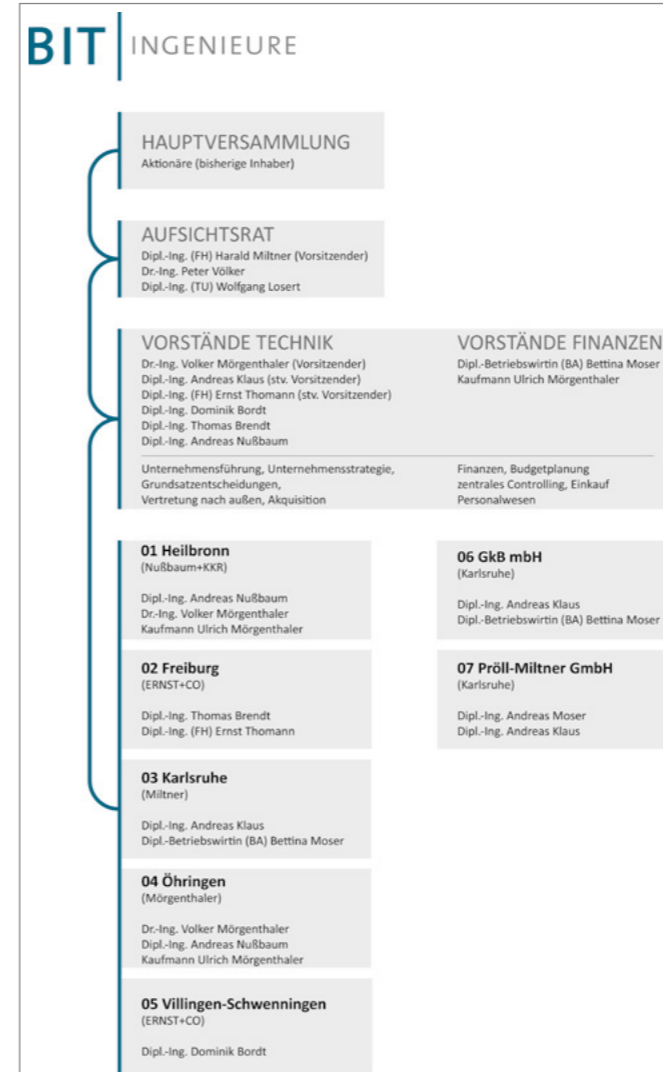 BIT INGENIEURE
HAUPTVERSAMMLUNG
Aktionäre (bisherige Inhaber)
AUFSICHTSRAT
Dipl.-Ing. (FH) Harald Miltner (Vorsitzender)
Dr.-Ing. Peter Völker
Dipl.-Ing. (TU) Wolfgang Losert
VORSTÄNDE TECHNIK
Dr.-Ing. Volker Mörgenthaler (Vorsitzender)
Dipl.-Ing. Andreas Klaus (stv. Vorsitzender)
Dipl.-Ing. (FH) Ernst Thomann (stv. Vorsitzender)
Dipl.-Ing. Dominik Bordt
Dipl.-Ing. Thomas Brendt
Dipl.-Ing. Andreas Nußbaum
Unternehmensführung, Unternehmensstrategie,
Grundsatzentscheidungen,
Vertretung nach außen, Akquisition
VORSTÄNDE FINANZEN
Dipl.-Betriebswirtin (BA) Bettina Moser
Kaufmann Ulrich Mörgenthaler
Finanzen, Budgetplanung
zentrales Controlling, Einkauf
Personalwesen
01 Heilbronn
(Nußbaum+KKR)
Dipl.-Ing. Andreas Nußbaum
Dr.-Ing. Volker Mörgenthaler
Kaufmann Ulrich Mörgenthaler
02 Freiburg
(ERNST+CO)
Dipl.-Ing. Thomas Brendt
Dipl.-Ing. (FH) Ernst Thomann
03 Karlsruhe
(Miltner)
Dipl.-Ing. Andreas Klaus
Dipl.-Betriebswirtin (BA) Bettina Moser
04 Öhringen
(Mörgenthaler)
Dr.-Ing. Volker Mörgenthaler
Dipl.-Ing. Andreas Nußbaum
Kaufmann Ulrich Mörgenthaler
05 Villingen-Schwenningen
(ERNST+CO)
Dipl.-Ing. Dominik Bordt
06 GkB mbH
(Karlsruhe)
Dipl.-Ing. Andreas Klaus
Dipl.-Betriebswirtin (BA) Bettina Moser
07 Pröll-Miltner GmbH
(Karlsruhe)
Dipl.-Ing. Andreas Moser
Dipl.-Ing. Andreas Klaus